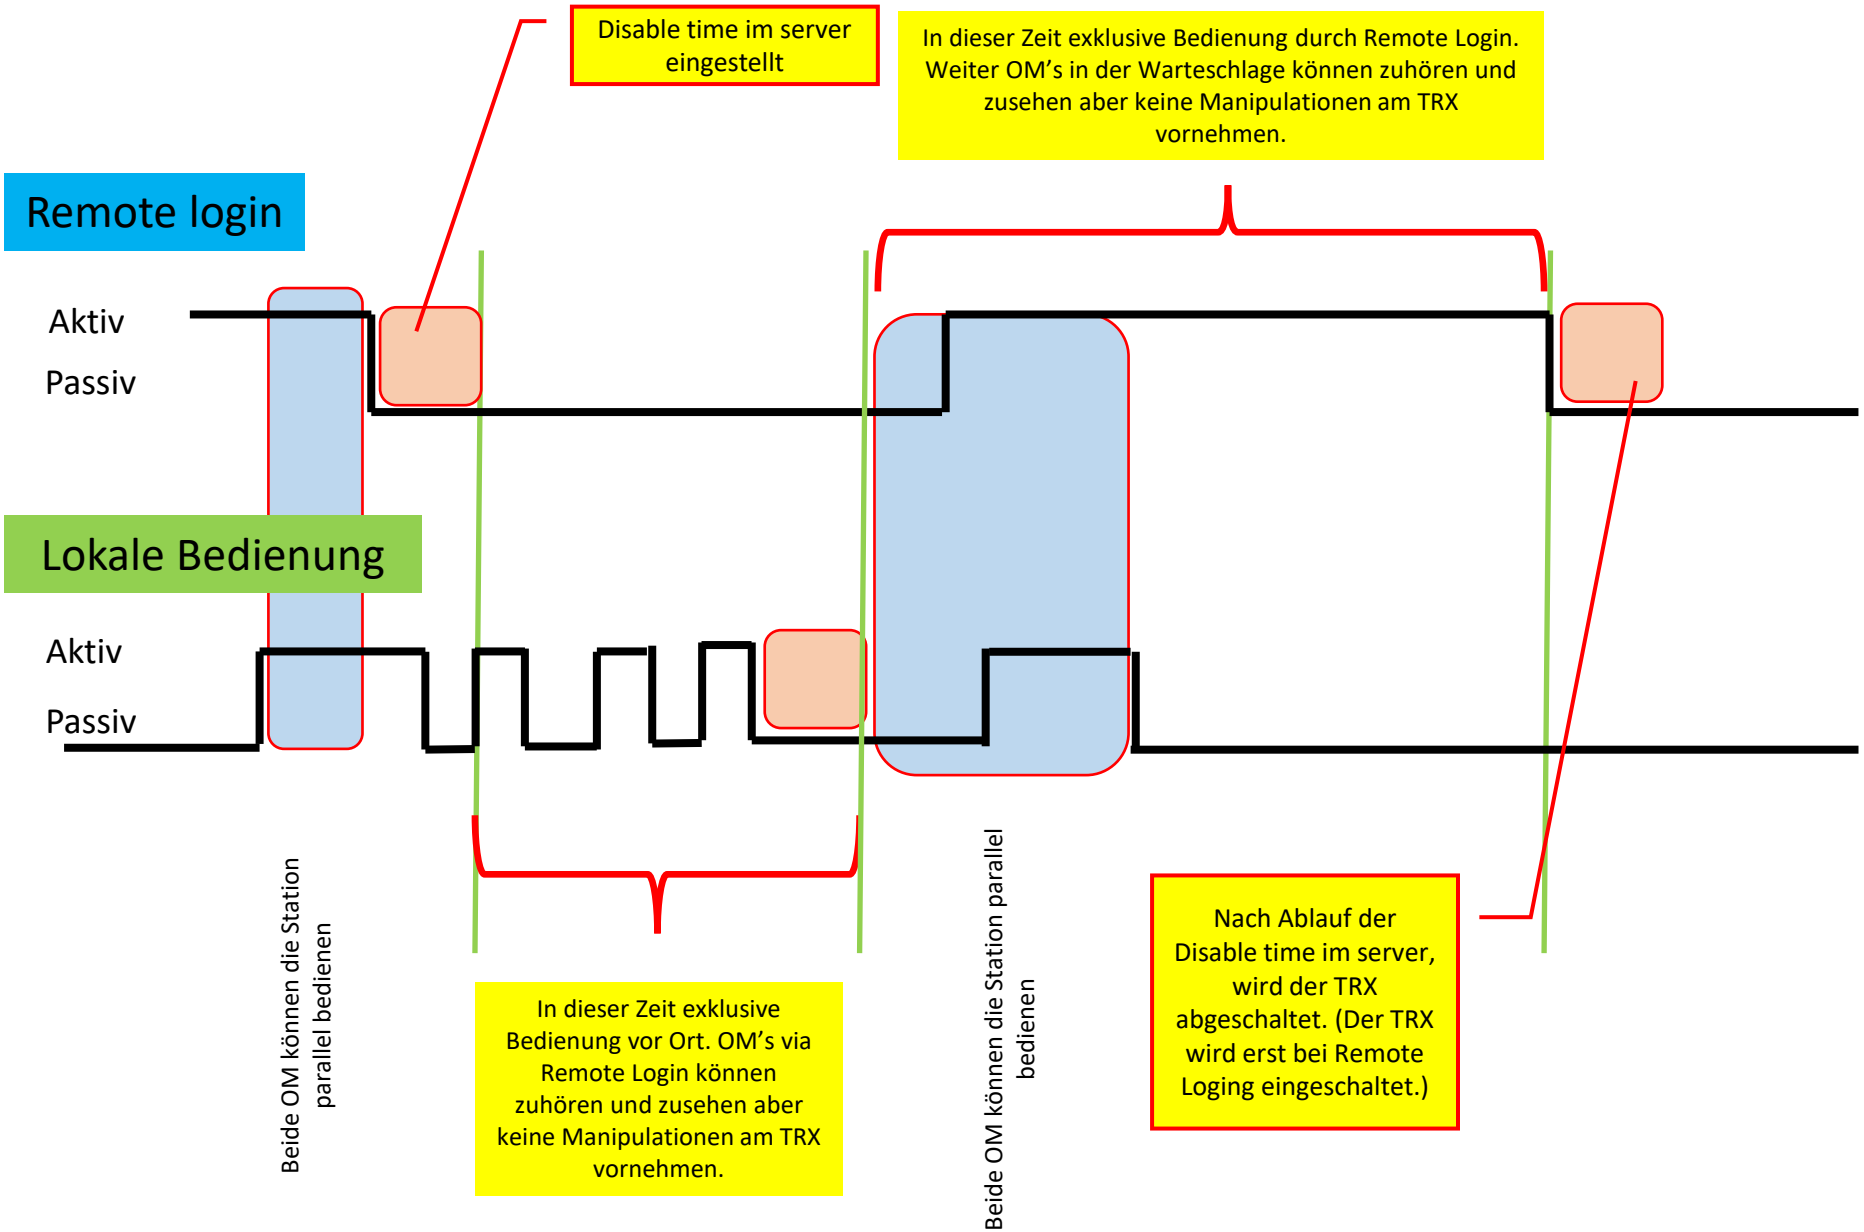 Disable time im server
eingestellt
In dieser Zeit exklusive Bedienung durch Remote Login.
Weiter OM's in der Warteschlage können zuhören und
zusehen aber keine Manipulationen am TRX
vornehmen.
Remote login
Aktiv
Passiv
Lokale Bedienung
Aktiv
Passiv
Beide OM können die Station
parallel bedienen
In dieser Zeit exklusive
Bedienung vor Ort. OM's via
Remote Login können
zuhören und zusehen aber
keine Manipulationen am TRX
vornehmen.
Beide OM können die Station parallel
bedienen
Nach Ablauf der
Disable time im server,
wird der TRX
abgeschaltet. (Der TRX
wird erst bei Remote
Loging eingeschaltet.)